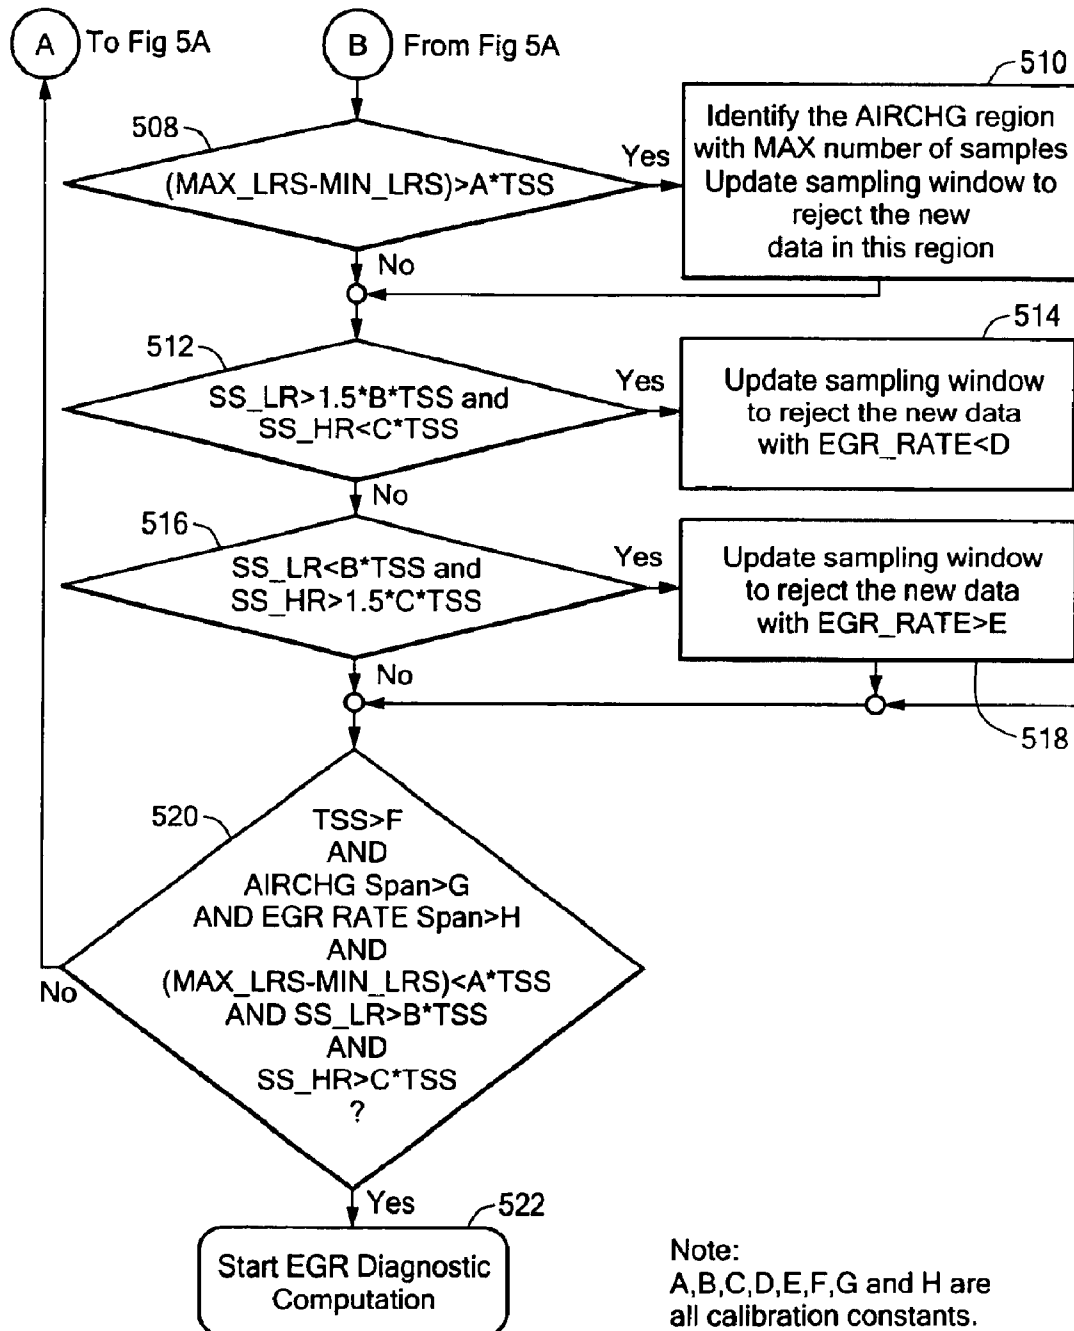 A To Fig 5A
B From Fig 5A
508
(MAX_LRS-MIN_LRS)>A*TSS
Yes
No
510
Identify the AIRCHG region
with MAX number of samples
Update sampling window to
reject the new
data in this region
512
SS_LR>1.5*B*TSS and
SS_HR<C*TSS
Yes
No
514
Update sampling window
to reject the new data
with EGR_RATE<D
516
SS_LR<B*TSS and
SS_HR>1.5*C*TSS
Yes
No
Update sampling window
to reject the new data
with EGR_RATE>E
518
520
TSS>F
AND
AIRCHG Span>G
AND EGR RATE Span>H
AND
(MAX_LRS-MIN_LRS)<A*TSS
AND SS_LR>B*TSS
AND
SS_HR>C*TSS
?
No
Yes
522
Start EGR Diagnostic
Computation
Note:
A,B,C,D,E,F,G and H are
all calibration constants.